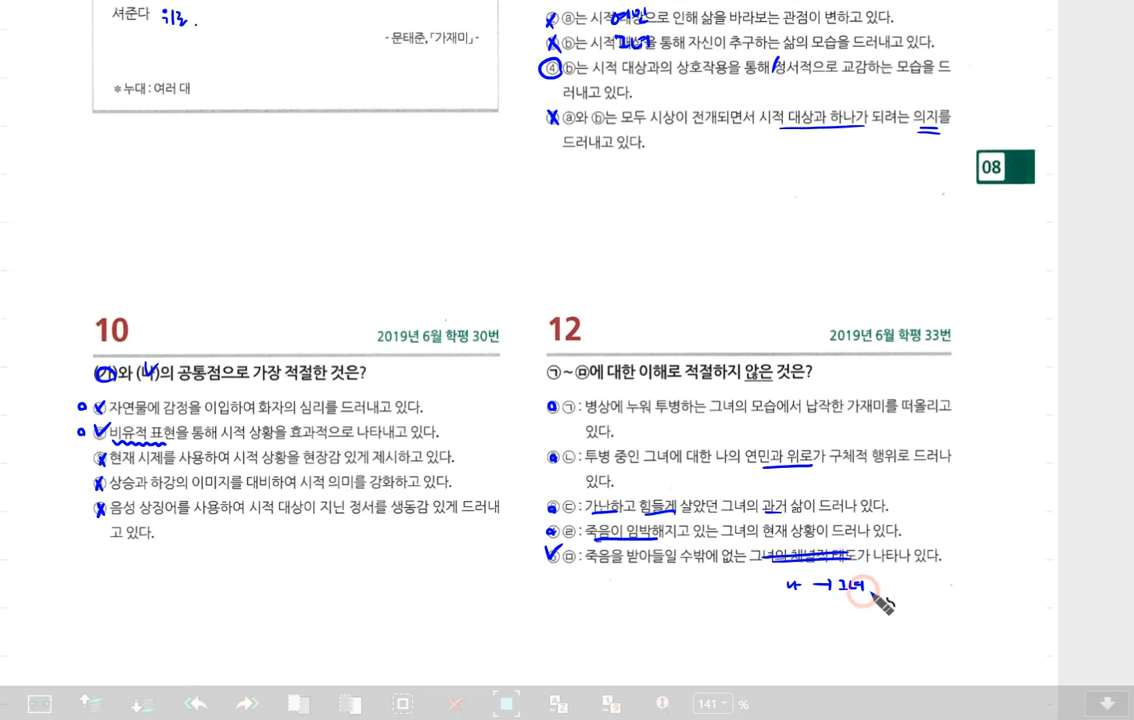 셔준다 위로.
- 문태준, 「가재미」 -
* 누대 : 여러 대
ⓐ는 시적 대상으로 인해 삶을 바라보는 관점이 변하고 있다.
연민
ⓑ는 시적 대상을 통해 자신이 추구하는 삶의 모습을 드러내고 있다.
그녀
④ ⓑ는 시적 대상과의 상호작용을 통해 정서적으로 교감하는 모습을 드
러내고 있다.
ⓐ와 ⓑ는 모두 시상이 전개되면서 시적 대상과 하나가 되려는 의지를
드러내고 있다.
08
10
2019년 6월 학평 30번
(가)와 (나)의 공통점으로 가장 적절한 것은?
자연물에 감정을 이입하여 화자의 심리를 드러내고 있다.
비유적 표현을 통해 시적 상황을 효과적으로 나타내고 있다.
현재 시제를 사용하여 시적 상황을 현장감 있게 제시하고 있다.
상승과 하강의 이미지를 대비하여 시적 의미를 강화하고 있다.
음성 상징어를 사용하여 시적 대상이 지닌 정서를 생동감 있게 드러내
고 있다.
12
2019년 6월 학평 33번
㉠~㉤에 대한 이해로 적절하지 않은 것은?
㉠ : 병상에 누워 투병하는 그녀의 모습에서 납작한 가재미를 떠올리고
있다.
㉡ : 투병 중인 그녀에 대한 나의 연민과 위로가 구체적 행위로 드러나
있다.
㉢ : 가난하고 힘들게 살았던 그녀의 과거 삶이 드러나 있다.
㉣ : 죽음이 임박해지고 있는 그녀의 현재 상황이 드러나 있다.
㉤ : 죽음을 받아들일 수밖에 없는 그녀의 체념적 태도가 나타나 있다.
나 → 그녀
141 %